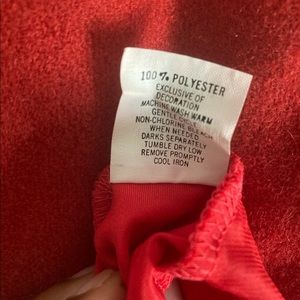 100% POLYESTER
EXCLUSIVE OF
DECORATION
MACHINE WASH WARM
GENTLE CYCLE
NON-CHLORINE BLEACH
WHEN NEEDED
DARKS SEPARATELY
TUMBLE DRY LOW
REMOVE PROMPTLY
COOL IRON